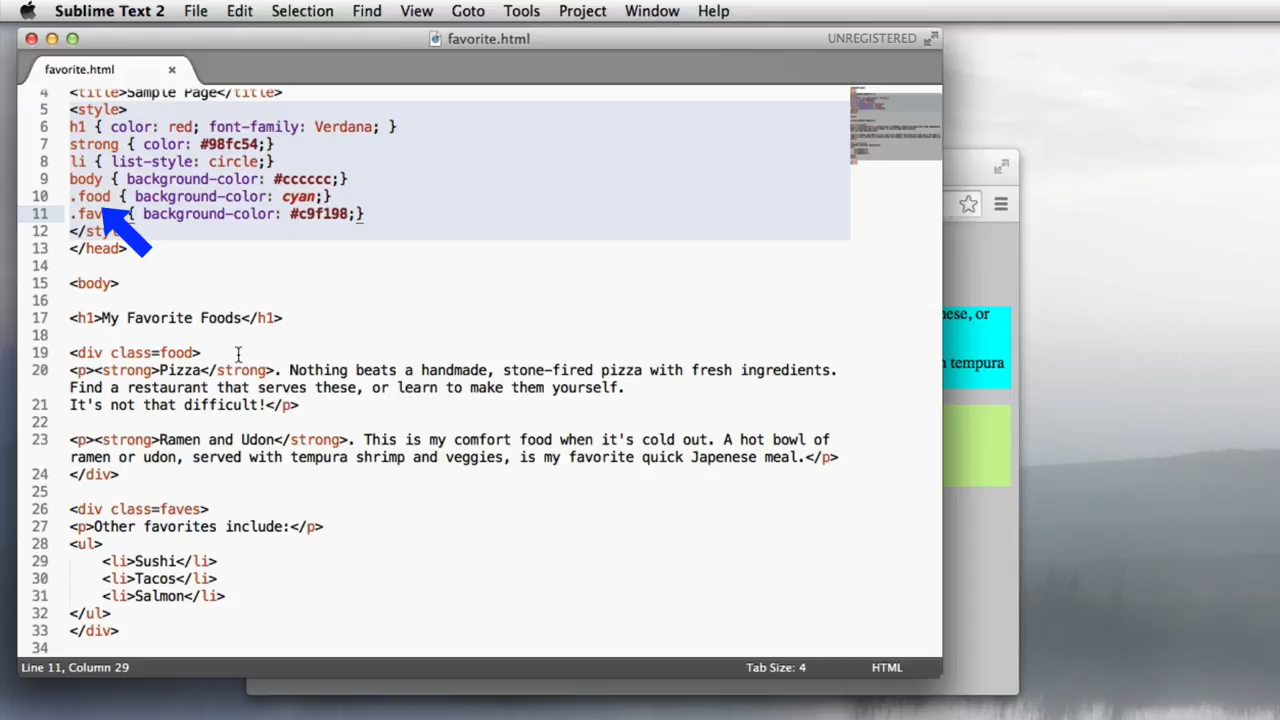 Sublime Text 2 File Edit Selection Find View Goto Tools Project Window Help
favorite.html UNREGISTERED
favorite.html ×
4 <title>Sample Page</title>
5 <style>
6 h1 { color: red; font-family: Verdana; }
7 strong { color: #98fc54;}
8 li { list-style: circle;}
9 body { background-color: #cccccc;}
10 .food { background-color: cyan;}
11 { background-color: #c9f198;}
12
13 </head>
14
15 <body>
16
17 <h1>My Favorite Foods</h1>
18
19 <div class=food>
20 <p><strong>Pizza</strong>. Nothing beats a handmade, stone-fired pizza with fresh ingredients.
Find a restaurant that serves these, or learn to make them yourself.
21 It's not that difficult!</p>
22
23 <p><strong>Ramen and Udon</strong>. This is my comfort food when it's cold out. A hot bowl of
ramen or udon, served with tempura shrimp and veggies, is my favorite quick Japenese meal.</p>
24 </div>
25
26 <div class=faves>
27 <p>Other favorites include:</p>
28 <ul>
29 <li>Sushi</li>
30 <li>Tacos</li>
31 <li>Salmon</li>
32 </ul>
33 </div>
34
or
tempura
Line 11, Column 29 Tab Size: 4 HTML